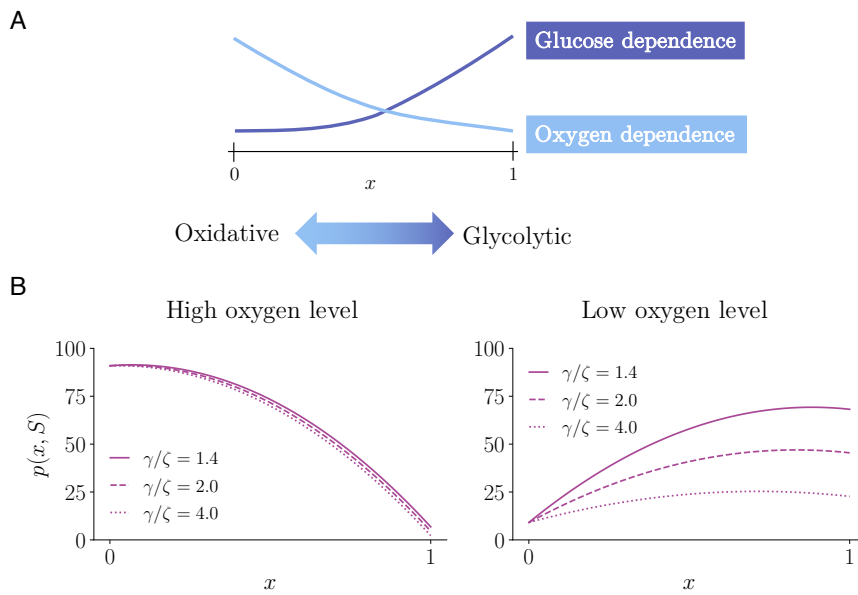 A
Glucose dependence
Oxygen dependence
0 1
x
Oxidative Glycolytic
B
High oxygen level
p(x, S)
100
75
50
25
0
γ/ζ = 1.4
γ/ζ = 2.0
γ/ζ = 4.0
0 1
x
Low oxygen level
100
75
50
25
0
γ/ζ = 1.4
γ/ζ = 2.0
γ/ζ = 4.0
0 1
x